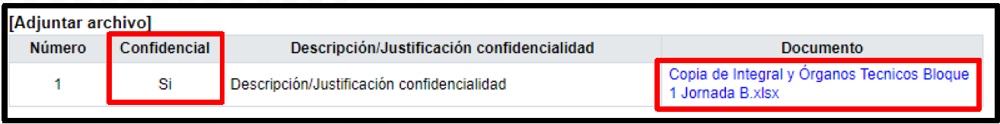 [Adjuntar archivo]
Número Confidencial Descripción/Justificación confidencialidad Documento
1 Si Descripción/Justificación confidencialidad Copia de Integral y Órganos Tecnicos Bloque
1 Jornada B.xlsx